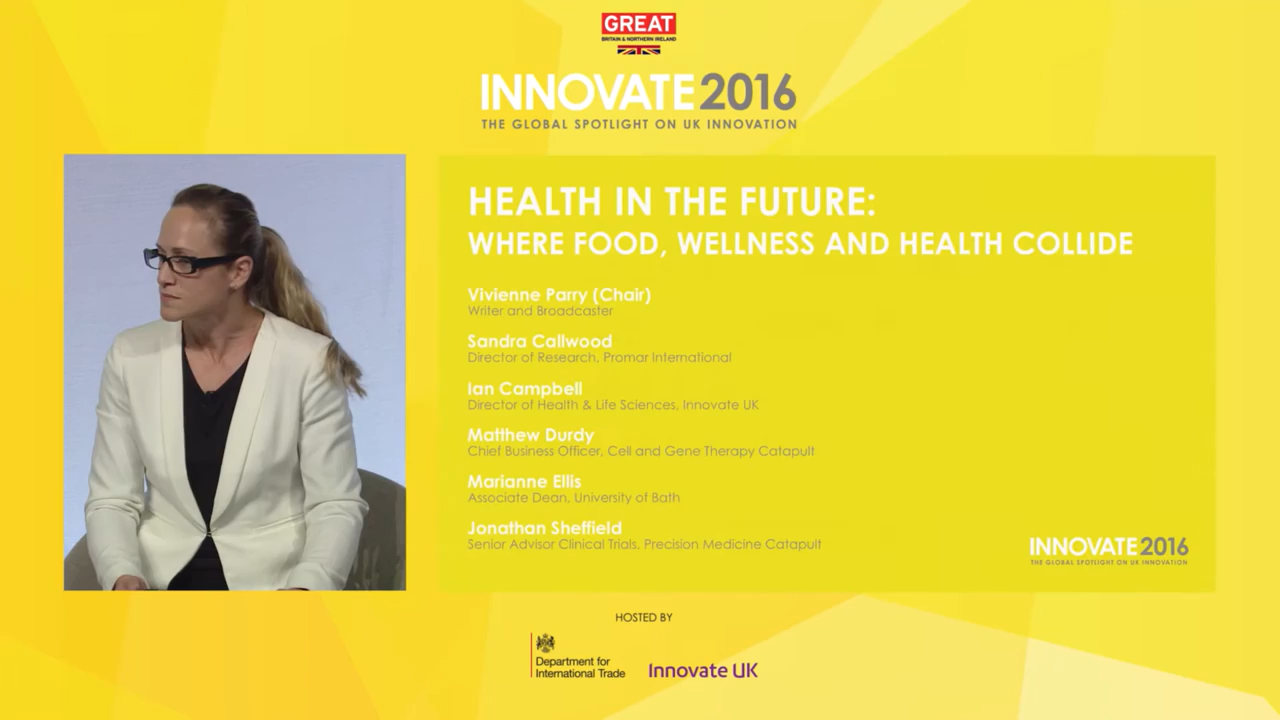 GREAT
BRITAIN & NORTHERN IRELAND
INNOVATE2016
THE GLOBAL SPOTLIGHT ON UK INNOVATION
HEALTH IN THE FUTURE:
WHERE FOOD, WELLNESS AND HEALTH COLLIDE
Vivienne Parry (Chair)
Writer and Broadcaster
Sandra Callwood
Director of Research, Promar International
Ian Campbell
Director of Health & Life Sciences, Innovate UK
Matthew Durdy
Chief Business Officer, Cell and Gene Therapy Catapult
Marianne Ellis
Associate Dean, University of Bath
Jonathan Sheffield
Senior Advisor Clinical Trials, Precision Medicine Catapult
INNOVATE2016
THE GLOBAL SPOTLIGHT ON UK INNOVATION
HOSTED BY
Department for
International Trade
Innovate UK